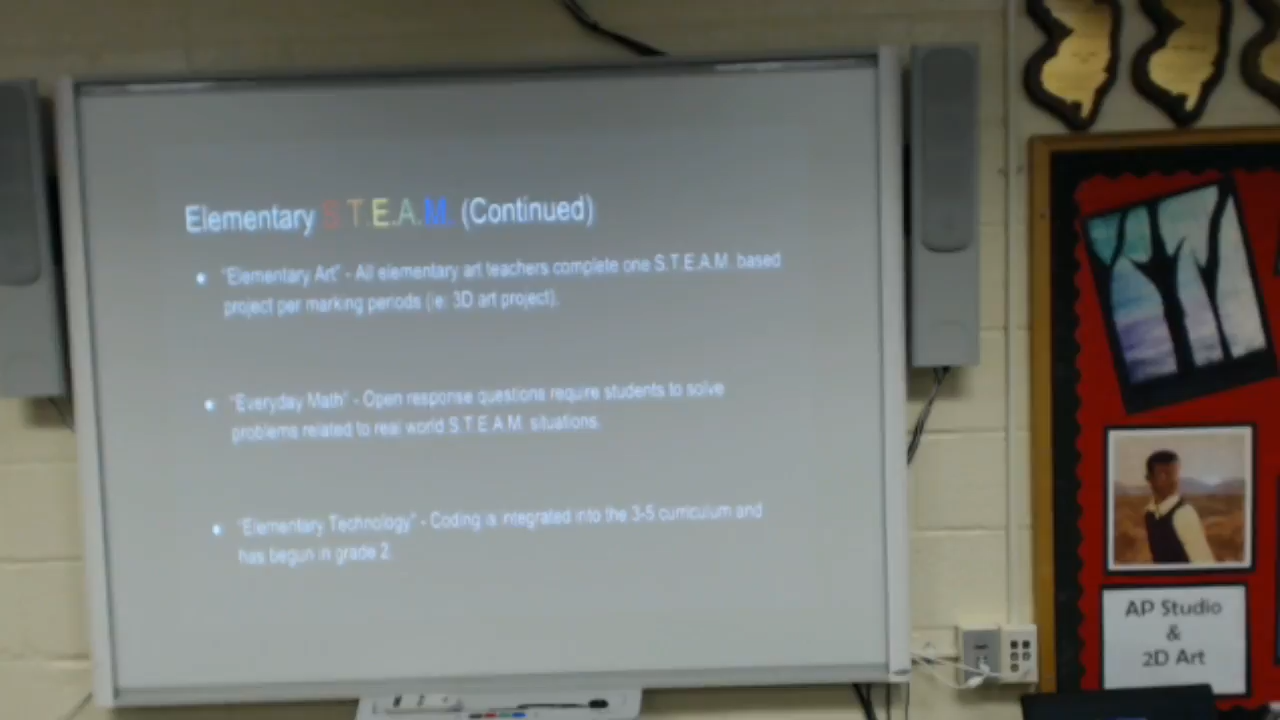 Elementary S.T.E.A.M. (Continued)
"Elementary Art" - All elementary art teachers complete one S.T.E.A.M. based
project per marking periods (ie: 3D art project).
"Everyday Math" - Open response questions require students to solve
problems related to real world S.T.E.A.M. situations.
"Elementary Technology" - Coding is integrated into the 3-5 curriculum and
has begun in grade 2.
AP Studio
&
2D Art